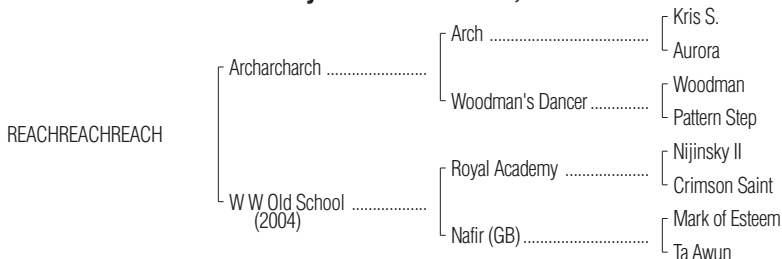 Kris S.
Arch ........................................................
Aurora
Archarcharch ...........................
Woodman
Woodman's Dancer ................
Pattern Step
REACHREACHREACH
Nijinsky II
Royal Academy .......................
Crimson Saint
W W Old School ....................
(2004)
Mark of Esteem
Nafir (GB) ..................................
Ta Awun